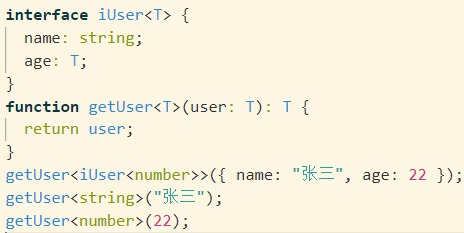 interface iUser<T> {
  name: string;
  age: T;
}
function getUser<T>(user: T): T {
  return user;
}
getUser<iUser<number>>({ name: "张三", age: 22 });
getUser<string>("张三");
getUser<number>(22);